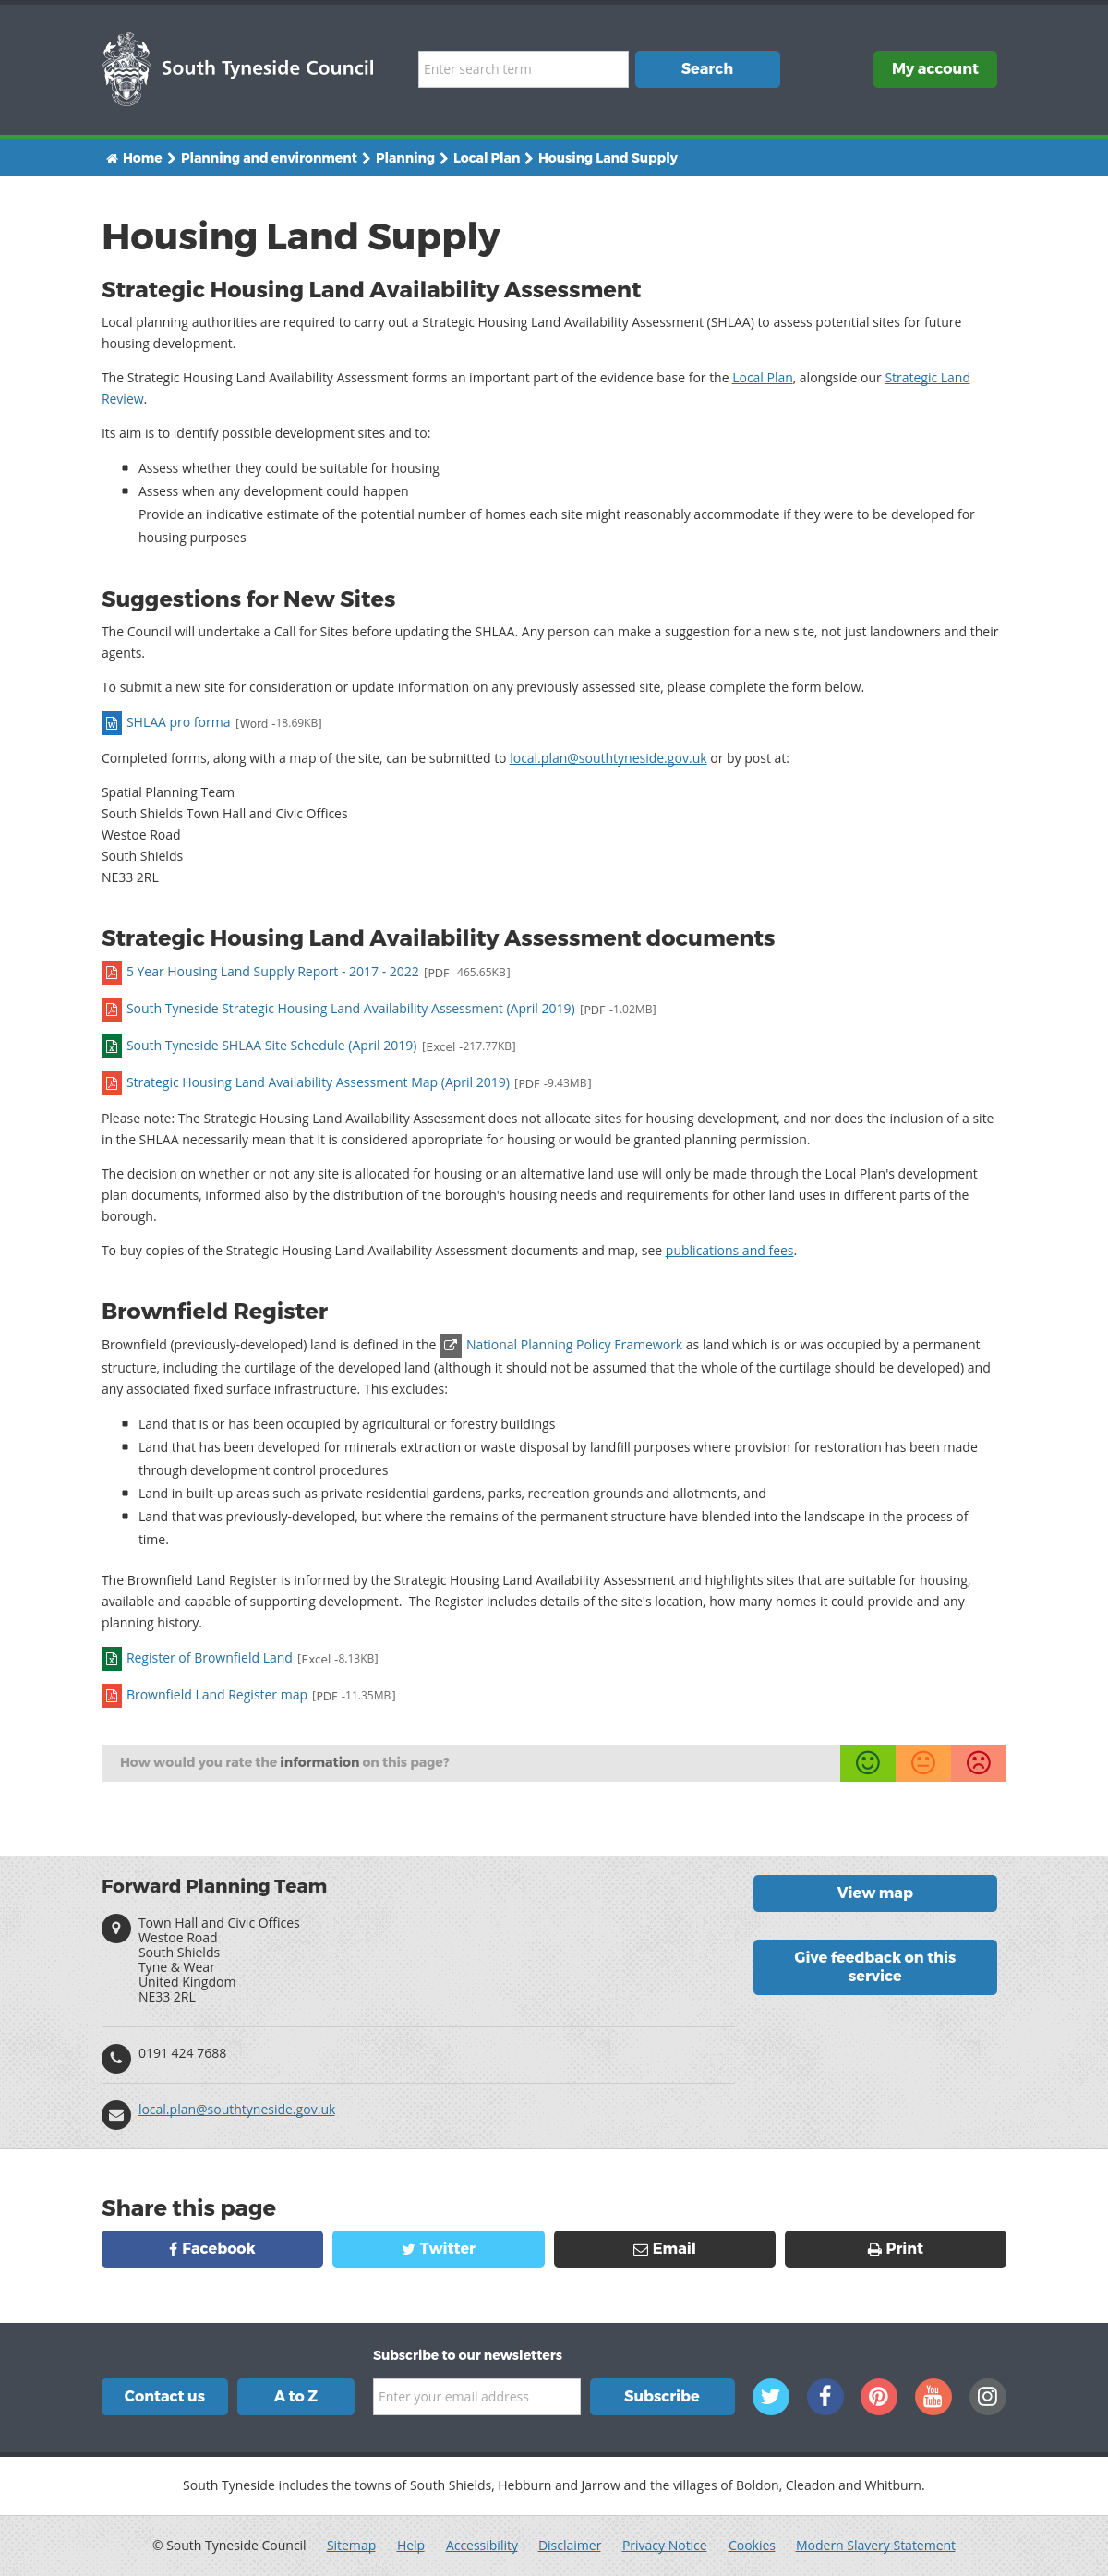 South Tyneside Council
Enter search term
Search
My account
Home Planning and environment Planning Local Plan Housing Land Supply
Housing Land Supply
Strategic Housing Land Availability Assessment
Local planning authorities are required to carry out a Strategic Housing Land Availability Assessment (SHLAA) to assess potential sites for future
housing development.
The Strategic Housing Land Availability Assessment forms an important part of the evidence base for the Local Plan, alongside our Strategic Land
Review.
Its aim is to identify possible development sites and to:
Assess whether they could be suitable for housing
Assess when any development could happen
Provide an indicative estimate of the potential number of homes each site might reasonably accommodate if they were to be developed for
housing purposes
Suggestions for New Sites
The Council will undertake a Call for Sites before updating the SHLAA. Any person can make a suggestion for a new site, not just landowners and their
agents.
To submit a new site for consideration or update information on any previously assessed site, please complete the form below.
SHLAA pro forma [Word -18.69KB]
Completed forms, along with a map of the site, can be submitted to local.plan@southtyneside.gov.uk or by post at:
Spatial Planning Team
South Shields Town Hall and Civic Offices
Westoe Road
South Shields
NE33 2RL
Strategic Housing Land Availability Assessment documents
5 Year Housing Land Supply Report - 2017 - 2022 [PDF -465.65KB]
South Tyneside Strategic Housing Land Availability Assessment (April 2019) [PDF -1.02MB]
South Tyneside SHLAA Site Schedule (April 2019) [Excel -217.77KB]
Strategic Housing Land Availability Assessment Map (April 2019) [PDF -9.43MB]
Please note: The Strategic Housing Land Availability Assessment does not allocate sites for housing development, and nor does the inclusion of a site
in the SHLAA necessarily mean that it is considered appropriate for housing or would be granted planning permission.
The decision on whether or not any site is allocated for housing or an alternative land use will only be made through the Local Plan's development
plan documents, informed also by the distribution of the borough's housing needs and requirements for other land uses in different parts of the
borough.
To buy copies of the Strategic Housing Land Availability Assessment documents and map, see publications and fees.
Brownfield Register
Brownfield (previously-developed) land is defined in the National Planning Policy Framework as land which is or was occupied by a permanent
structure, including the curtilage of the developed land (although it should not be assumed that the whole of the curtilage should be developed) and
any associated fixed surface infrastructure. This excludes:
Land that is or has been occupied by agricultural or forestry buildings
Land that has been developed for minerals extraction or waste disposal by landfill purposes where provision for restoration has been made
through development control procedures
Land in built-up areas such as private residential gardens, parks, recreation grounds and allotments, and
Land that was previously-developed, but where the remains of the permanent structure have blended into the landscape in the process of
time.
The Brownfield Land Register is informed by the Strategic Housing Land Availability Assessment and highlights sites that are suitable for housing,
available and capable of supporting development. The Register includes details of the site's location, how many homes it could provide and any
planning history.
Register of Brownfield Land [Excel -8.13KB]
Brownfield Land Register map [PDF -11.35MB]
How would you rate the information on this page?
Forward Planning Team
Town Hall and Civic Offices
Westoe Road
South Shields
Tyne & Wear
United Kingdom
NE33 2RL
0191 424 7688
local.plan@southtyneside.gov.uk
View map
Give feedback on this
service
Share this page
Facebook
Twitter
Email
Print
Subscribe to our newsletters
Contact us
A to Z
Enter your email address
Subscribe
You
Tube
South Tyneside includes the towns of South Shields, Hebburn and Jarrow and the villages of Boldon, Cleadon and Whitburn.
© South Tyneside Council Sitemap Help Accessibility Disclaimer Privacy Notice Cookies Modern Slavery Statement